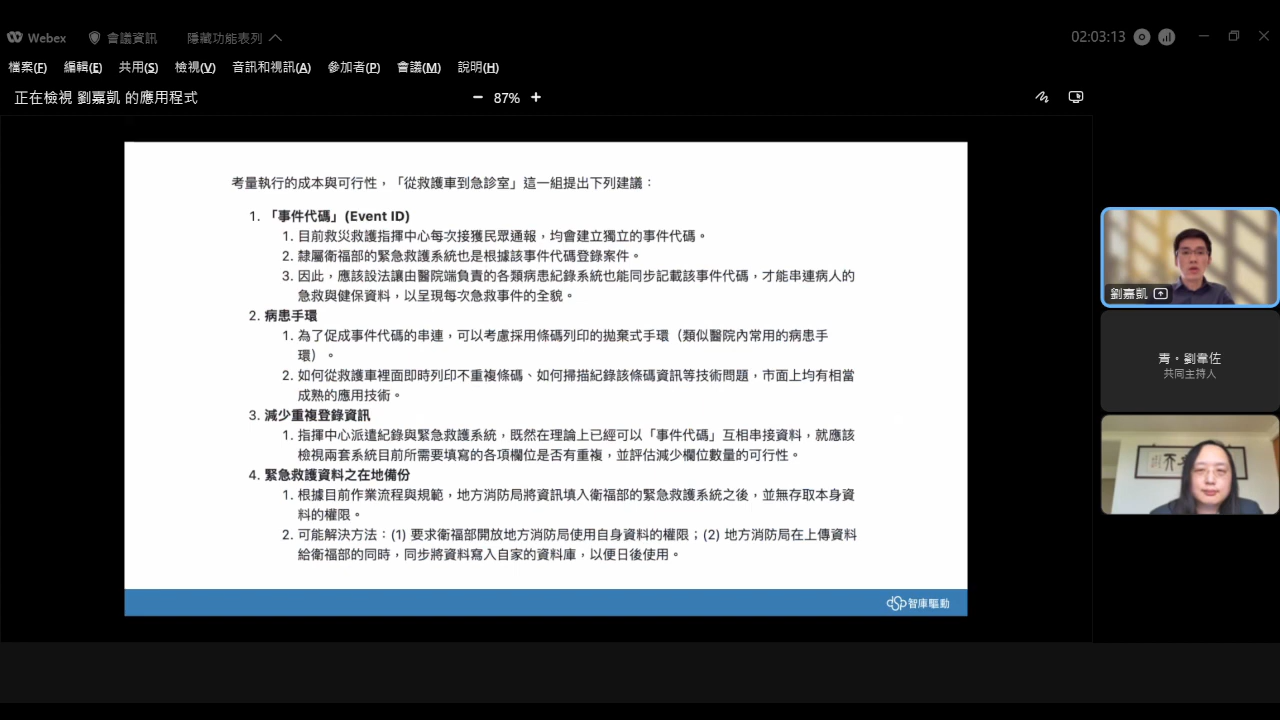 Webex
會議資訊
隱藏功能表列
02:03:13
檔案(F) 編輯(E) 共用(S) 檢視(V) 音訊和視訊(A) 參加者(P) 會議(M) 說明(H)
正在檢視 劉嘉凱 的應用程式
87%
考量執行的成本與可行性，「從救護車到急診室」這一組提出下列建議：
1. 「事件代碼」(Event ID)
1. 目前救災救護指揮中心每次接獲民眾通報，均會建立獨立的事件代碼。
2. 隸屬衛福部的緊急救護系統也是根據該事件代碼登錄案件。
3. 因此，應該設法讓由醫院端負責的各類病患紀錄系統也能同步記載該事件代碼，才能串連病人的
急救與健保資料，以呈現每次急救事件的全貌。
2. 病患手環
1. 為了促成事件代碼的串連，可以考慮採用條碼列印的拋棄式手環（類似醫院內常用的病患手
環）。
2. 如何從救護車裡面即時列印不重複條碼、如何掃描紀錄該條碼資訊等技術問題，市面上均有相當
成熟的應用技術。
3. 減少重複登錄資訊
1. 指揮中心派遣紀錄與緊急救護系統，既然在理論上已經可以「事件代碼」互相串接資料，就應該
檢視兩套系統目前所需要填寫的各項欄位是否有重複，並評估減少欄位數量的可行性。
4. 緊急救護資料之在地備份
1. 根據目前作業流程與規範，地方消防局將資訊填入衛福部的緊急救護系統之後，並無存取本身資
料的權限。
2. 可能解決方法：(1) 要求衛福部開放地方消防局使用自身資料的權限；(2) 地方消防局在上傳資料
給衛福部的同時，同步將資料寫入自家的資料庫，以便日後使用。
dsp智庫驅動
劉嘉凱
青・劉韋佐
共同主持人